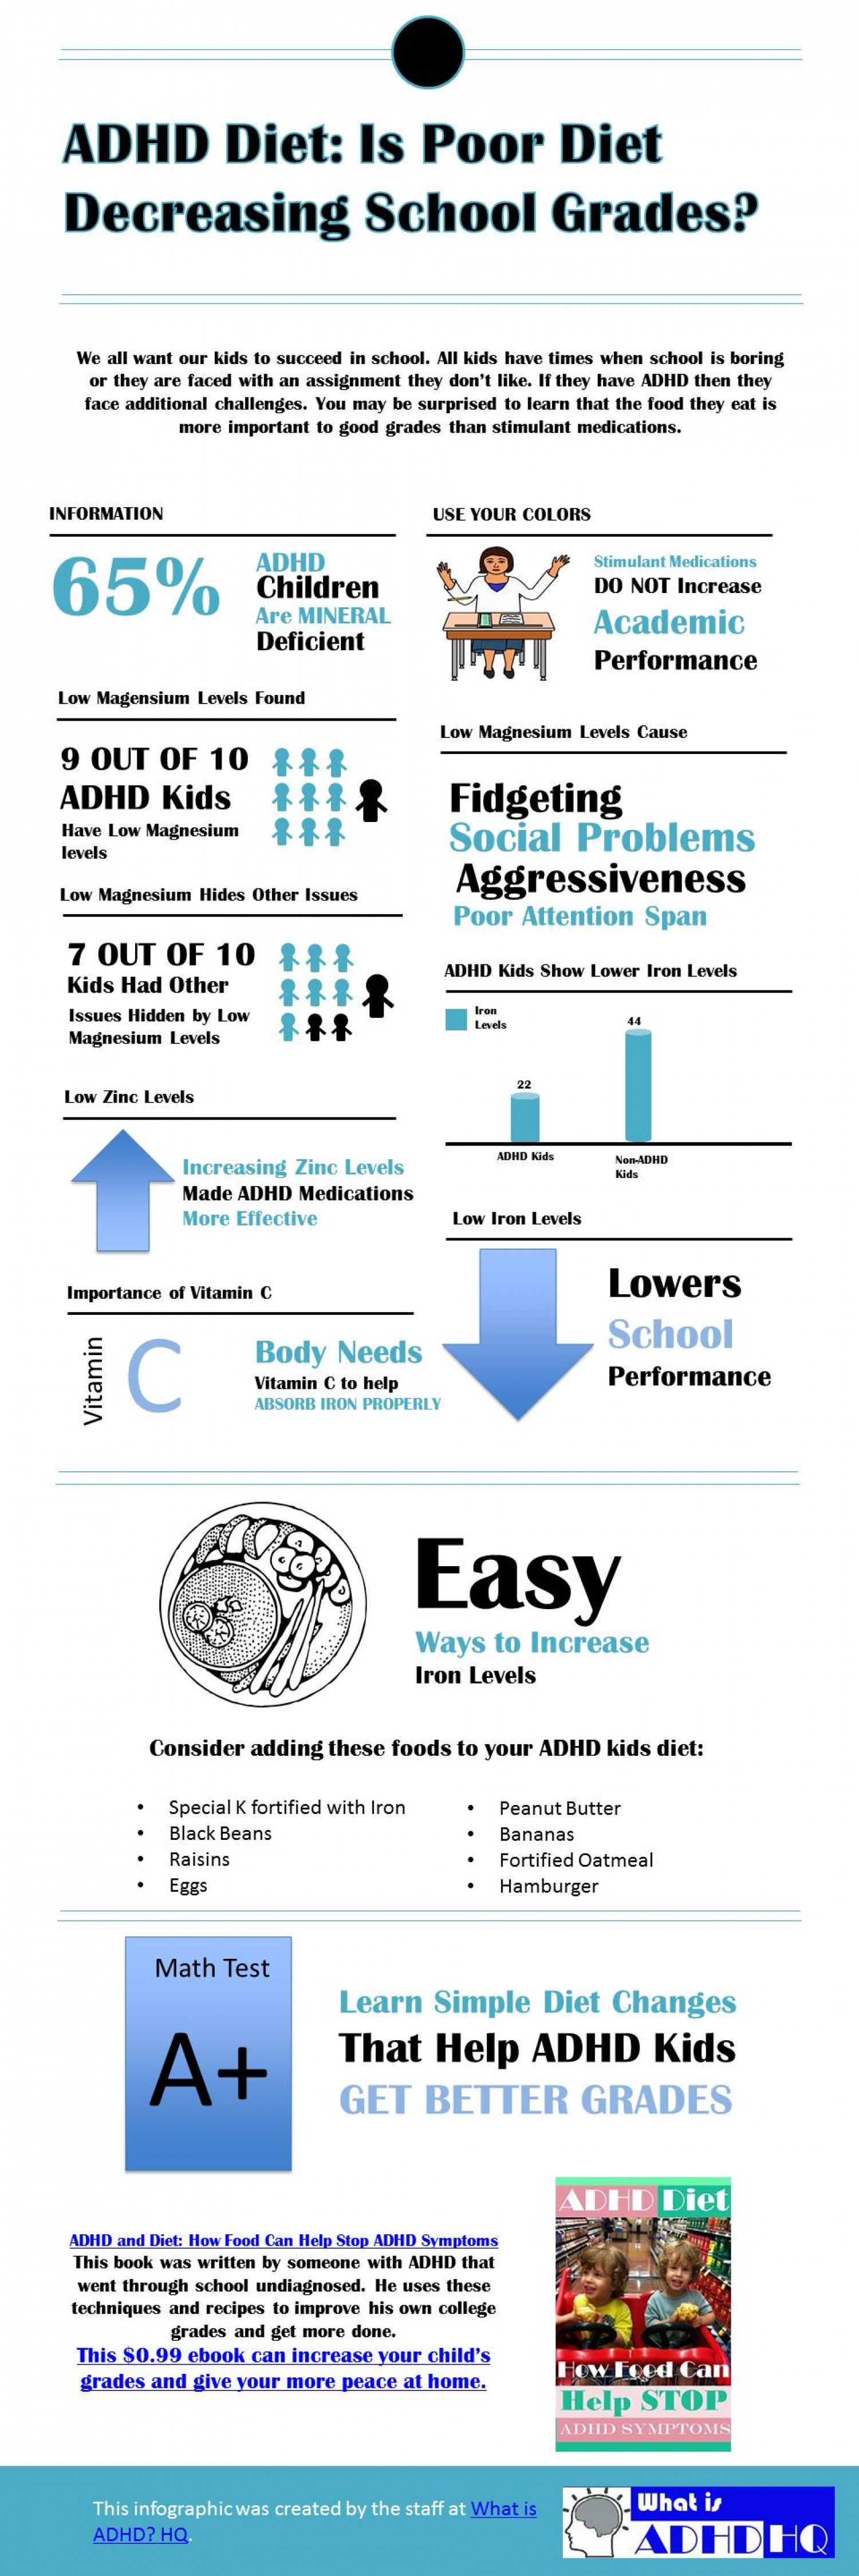 ADHD Diet: Is Poor Diet
Decreasing School Grades?
We all want our kids to succeed in school. All kids have times when school is boring
or they are faced with an assignment they don't like. If they have ADHD then they
face additional challenges. You may be surprised to learn that the food they eat is
more important to good grades than stimulant medications.
INFORMATION
65%
ADHD
Children
Are MINERAL
Deficient
Low Magensium Levels Found
9 OUT OF 10
ADHD Kids
Have Low Magnesium
levels
Low Magnesium Hides Other Issues
7 OUT OF 10
Kids Had Other
Issues Hidden by Low
Magnesium Levels
Low Zinc Levels
Increasing Zinc Levels
Made ADHD Medications
More Effective
Importance of Vitamin C
Vitamin
C
Body Needs
Vitamin C to help
ABSORB IRON PROPERLY
USE YOUR COLORS
Stimulant Medications
DO NOT Increase
Academic
Performance
Low Magnesium Levels Cause
Fidgeting
Social Problems
Aggressiveness
Poor Attention Span
ADHD Kids Show Lower Iron Levels
Iron
Levels
22
44
ADHD Kids
Non-ADHD
Kids
Low Iron Levels
Lowers
School
Performance
Easy
Ways to Increase
Iron Levels
Consider adding these foods to your ADHD kids diet:
• Special K fortified with Iron
• Black Beans
• Raisins
• Eggs
• Peanut Butter
• Bananas
• Fortified Oatmeal
• Hamburger
Math Test
A+
Learn Simple Diet Changes
That Help ADHD Kids
GET BETTER GRADES
ADHD and Diet: How Food Can Help Stop ADHD Symptoms
This book was written by someone with ADHD that
went through school undiagnosed. He uses these
techniques and recipes to improve his own college
grades and get more done.
This $0.99 ebook can increase your child's
grades and give your more peace at home.
ADHD Diet
How Food Can
Help STOP
ADHD SYMPTOMS
This infographic was created by the staff at What is
ADHD? HQ.
What is
ADHD HQ